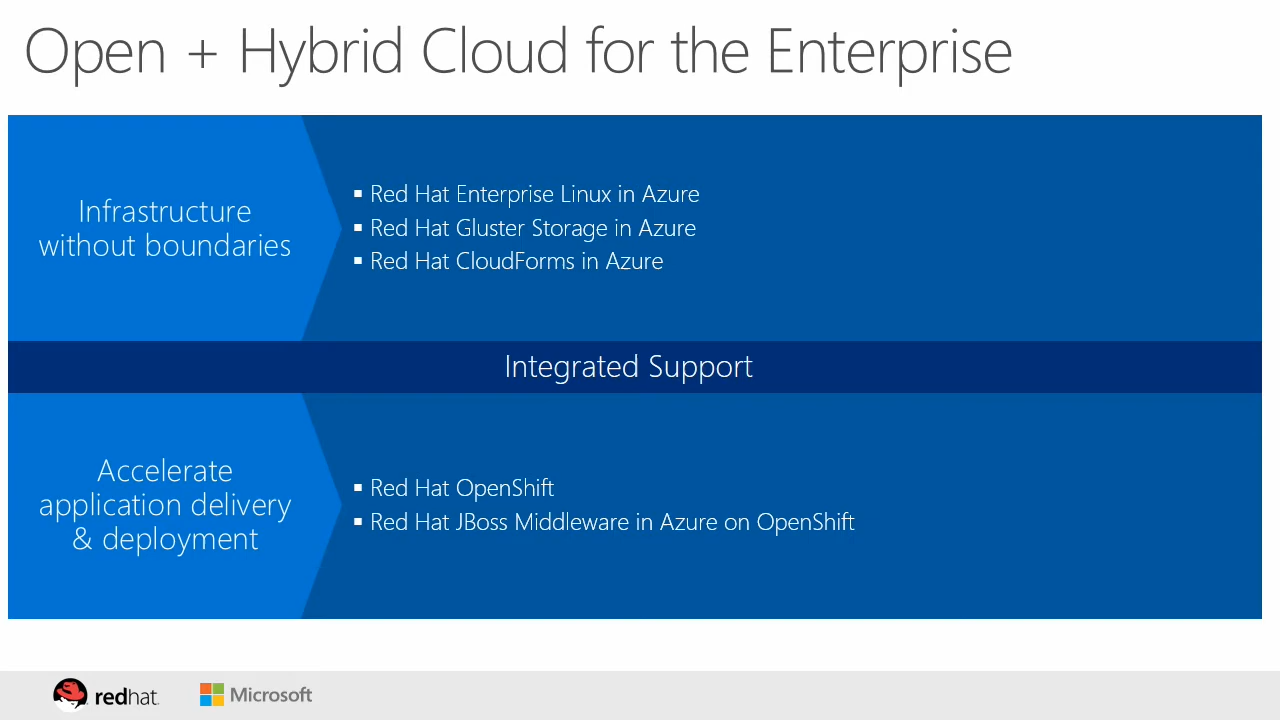 Open + Hybrid Cloud for the Enterprise
Infrastructure
without boundaries
▪ Red Hat Enterprise Linux in Azure
▪ Red Hat Gluster Storage in Azure
▪ Red Hat CloudForms in Azure
Integrated Support
Accelerate
application delivery
& deployment
▪ Red Hat OpenShift
▪ Red Hat JBoss Middleware in Azure on OpenShift
redhat.
Microsoft